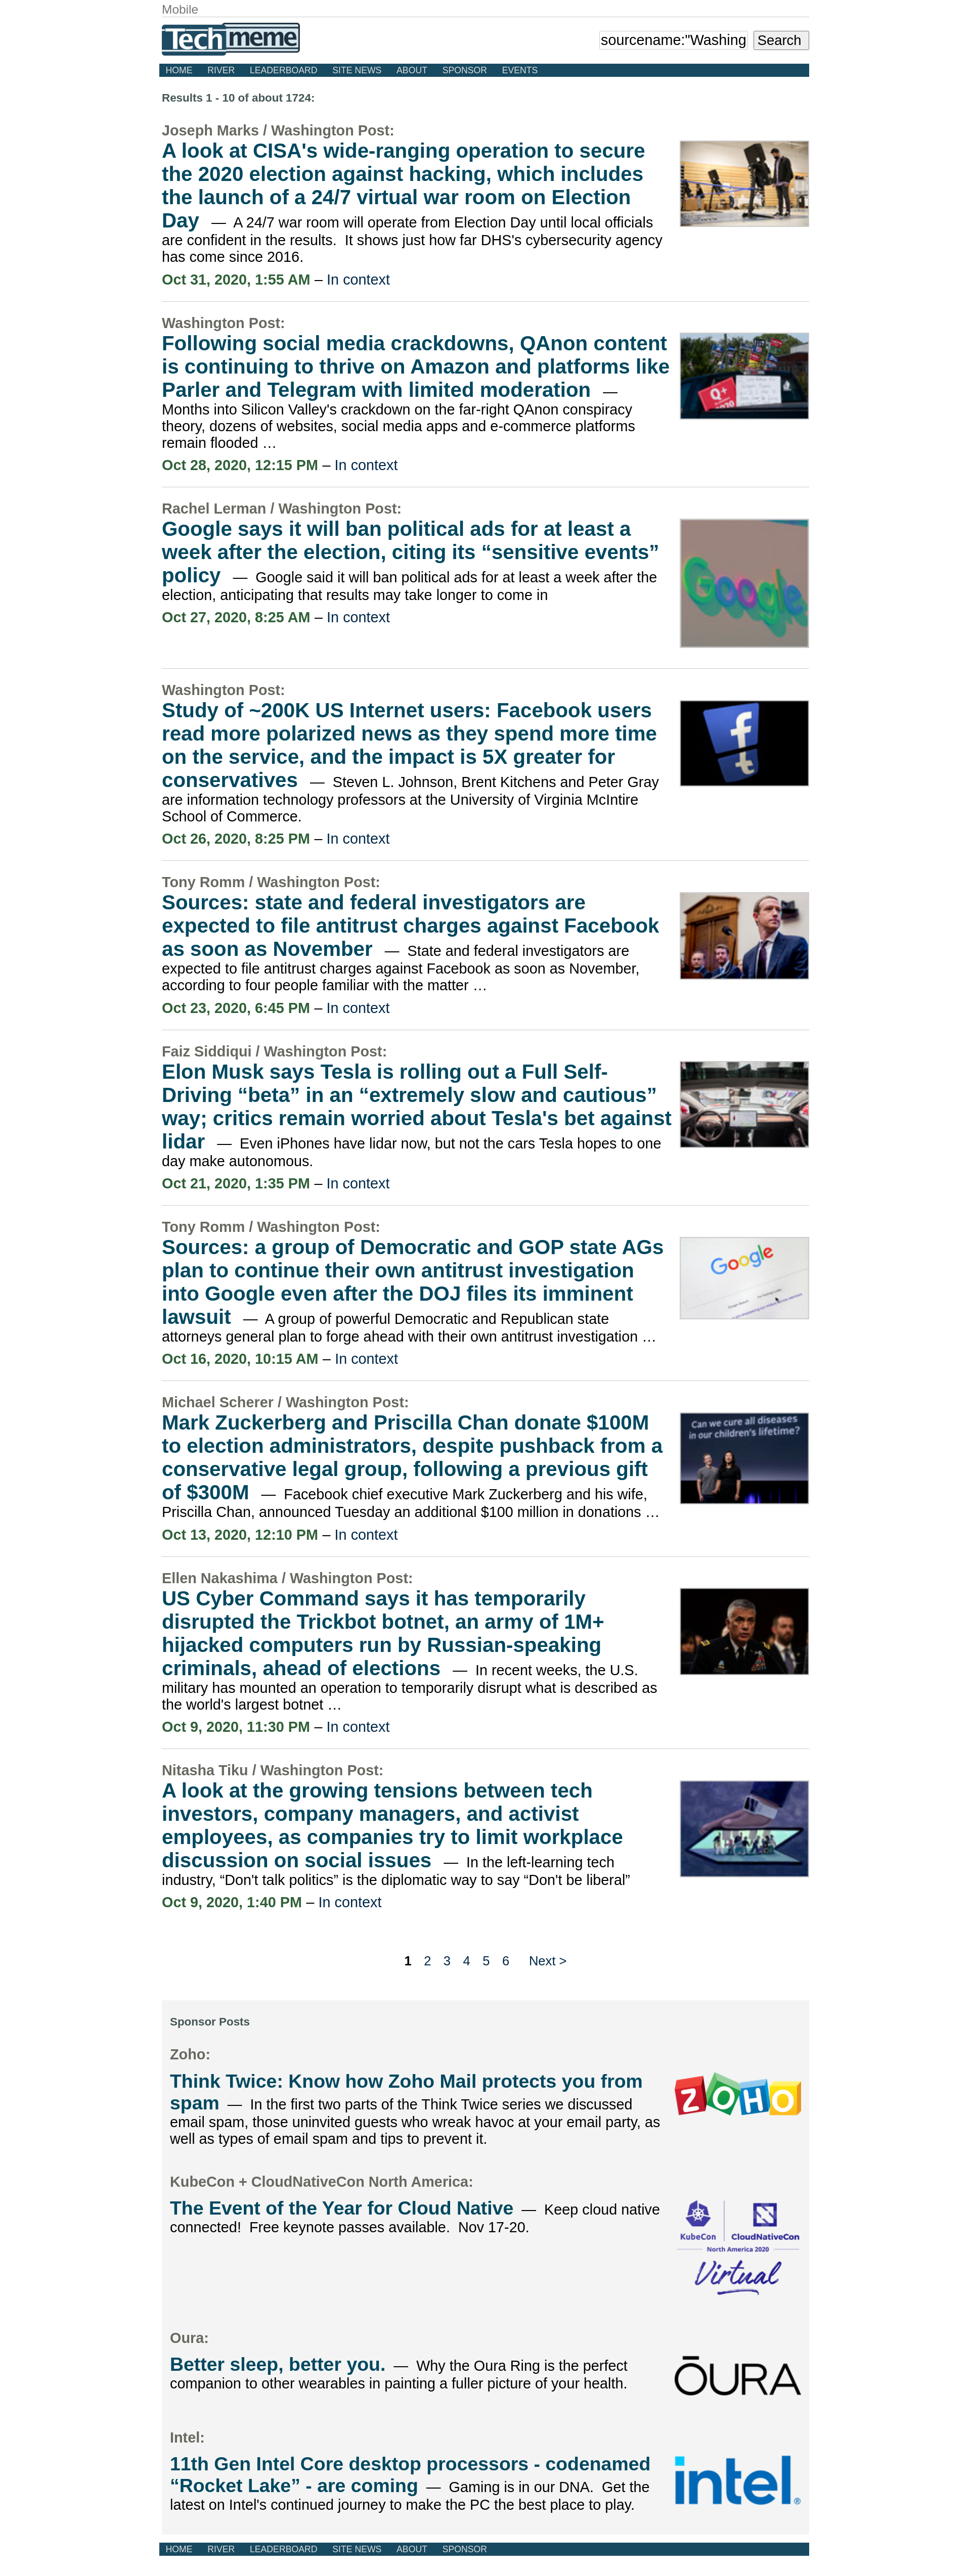 Mobile
Techmeme
sourcename:"Washing
Search
HOME RIVER LEADERBOARD SITE NEWS ABOUT SPONSOR EVENTS
Results 1 - 10 of about 1724:
Joseph Marks / Washington Post:
A look at CISA's wide-ranging operation to secure
the 2020 election against hacking, which includes
the launch of a 24/7 virtual war room on Election
Day — A 24/7 war room will operate from Election Day until local officials
are confident in the results. It shows just how far DHS's cybersecurity agency
has come since 2016.
Oct 31, 2020, 1:55 AM – In context
Washington Post:
Following social media crackdowns, QAnon content
is continuing to thrive on Amazon and platforms like
Parler and Telegram with limited moderation —
Months into Silicon Valley's crackdown on the far-right QAnon conspiracy
theory, dozens of websites, social media apps and e-commerce platforms
remain flooded …
Oct 28, 2020, 12:15 PM – In context
Q+
Rachel Lerman / Washington Post:
Google says it will ban political ads for at least a
week after the election, citing its “sensitive events”
policy — Google said it will ban political ads for at least a week after the
election, anticipating that results may take longer to come in
Oct 27, 2020, 8:25 AM – In context
Google
Washington Post:
Study of ~200K US Internet users: Facebook users
read more polarized news as they spend more time
on the service, and the impact is 5X greater for
conservatives — Steven L. Johnson, Brent Kitchens and Peter Gray
are information technology professors at the University of Virginia McIntire
School of Commerce.
Oct 26, 2020, 8:25 PM – In context
Tony Romm / Washington Post:
Sources: state and federal investigators are
expected to file antitrust charges against Facebook
as soon as November — State and federal investigators are
expected to file antitrust charges against Facebook as soon as November,
according to four people familiar with the matter …
Oct 23, 2020, 6:45 PM – In context
Faiz Siddiqui / Washington Post:
Elon Musk says Tesla is rolling out a Full Self-
Driving “beta” in an “extremely slow and cautious”
way; critics remain worried about Tesla's bet against
lidar — Even iPhones have lidar now, but not the cars Tesla hopes to one
day make autonomous.
Oct 21, 2020, 1:35 PM – In context
Tony Romm / Washington Post:
Sources: a group of Democratic and GOP state AGs
plan to continue their own antitrust investigation
into Google even after the DOJ files its imminent
lawsuit — A group of powerful Democratic and Republican state
attorneys general plan to forge ahead with their own antitrust investigation …
Oct 16, 2020, 10:15 AM – In context
Google
Michael Scherer / Washington Post:
Mark Zuckerberg and Priscilla Chan donate $100M
to election administrators, despite pushback from a
conservative legal group, following a previous gift
of $300M — Facebook chief executive Mark Zuckerberg and his wife,
Priscilla Chan, announced Tuesday an additional $100 million in donations …
Oct 13, 2020, 12:10 PM – In context
Can we cure all diseases
in our children's lifetime?
Ellen Nakashima / Washington Post:
US Cyber Command says it has temporarily
disrupted the Trickbot botnet, an army of 1M+
hijacked computers run by Russian-speaking
criminals, ahead of elections — In recent weeks, the U.S.
military has mounted an operation to temporarily disrupt what is described as
the world's largest botnet …
Oct 9, 2020, 11:30 PM – In context
Nitasha Tiku / Washington Post:
A look at the growing tensions between tech
investors, company managers, and activist
employees, as companies try to limit workplace
discussion on social issues — In the left-learning tech
industry, “Don't talk politics” is the diplomatic way to say “Don't be liberal”
Oct 9, 2020, 1:40 PM – In context
1 2 3 4 5 6 Next >
Sponsor Posts
Zoho:
Think Twice: Know how Zoho Mail protects you from
spam — In the first two parts of the Think Twice series we discussed
email spam, those uninvited guests who wreak havoc at your email party, as
well as types of email spam and tips to prevent it.
ZOHO
KubeCon + CloudNativeCon North America:
The Event of the Year for Cloud Native — Keep cloud native
connected! Free keynote passes available. Nov 17-20.
KubeCon CloudNativeCon
North America 2020
Virtual
Oura:
Better sleep, better you. — Why the Oura Ring is the perfect
companion to other wearables in painting a fuller picture of your health.
ŌURA
Intel:
11th Gen Intel Core desktop processors - codenamed
“Rocket Lake” - are coming — Gaming is in our DNA. Get the
latest on Intel's continued journey to make the PC the best place to play.
intel.
HOME RIVER LEADERBOARD SITE NEWS ABOUT SPONSOR